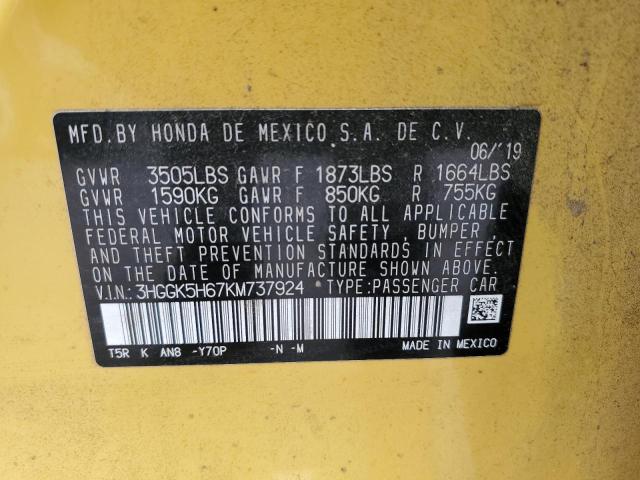 MFD. BY HONDA DE MEXICO S.A. DE C.V.
06/'19
GVWR 3505LBS GAWR F 1873LBS R 1664LBS
GVWR 1590KG GAWR F 850KG R 755KG
THIS VEHICLE CONFORMS TO ALL APPLICABLE
FEDERAL MOTOR VEHICLE SAFETY, BUMPER,
AND THEFT PREVENTION STANDARDS IN EFFECT
ON THE DATE OF MANUFACTURE SHOWN ABOVE.
V.I.N.: 3HGGK5H67KM737924 TYPE: PASSENGER CAR
T5R K AN8 -Y70P -N -M MADE IN MEXICO